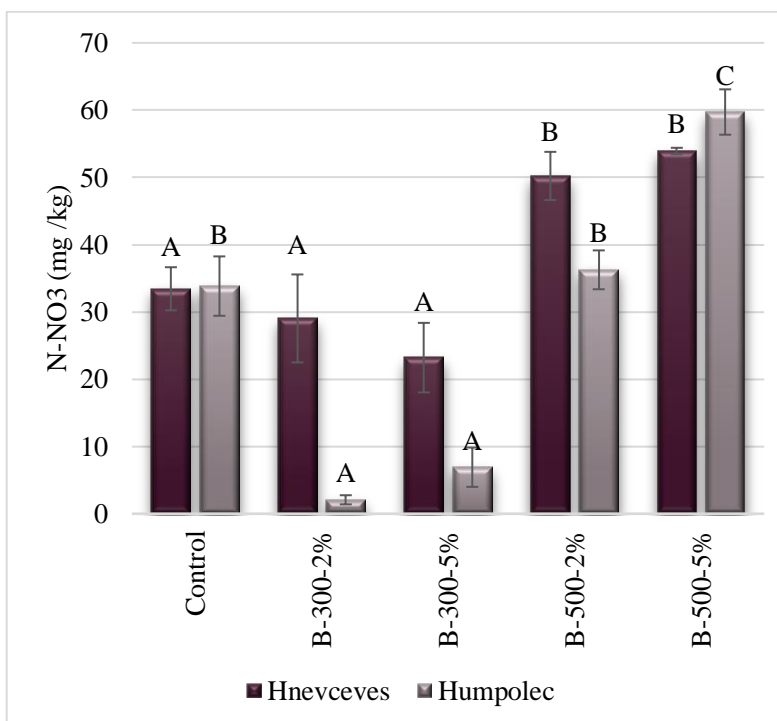 N-NO3 (mg /kg)
70
60
50
40
30
20
10
0
A
B
A
A
A
A
B
B
B
C
Control
B-300-2%
B-300-5%
B-500-2%
B-500-5%
Hnevceves
Humpolec